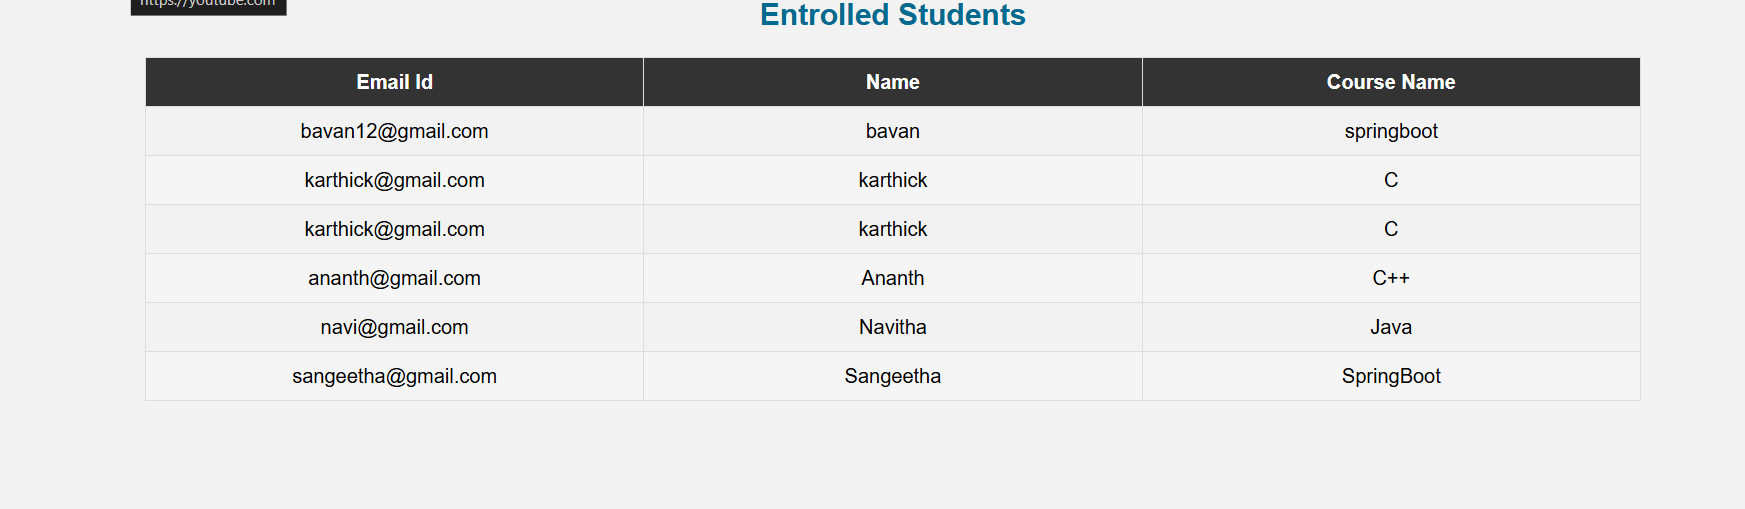 https://youtube.com
Entrolled Students
Email Id Name Course Name
bavan12@gmail.com bavan springboot
karthick@gmail.com karthick C
karthick@gmail.com karthick C
ananth@gmail.com Ananth C++
navi@gmail.com Navitha Java
sangeetha@gmail.com Sangeetha SpringBoot